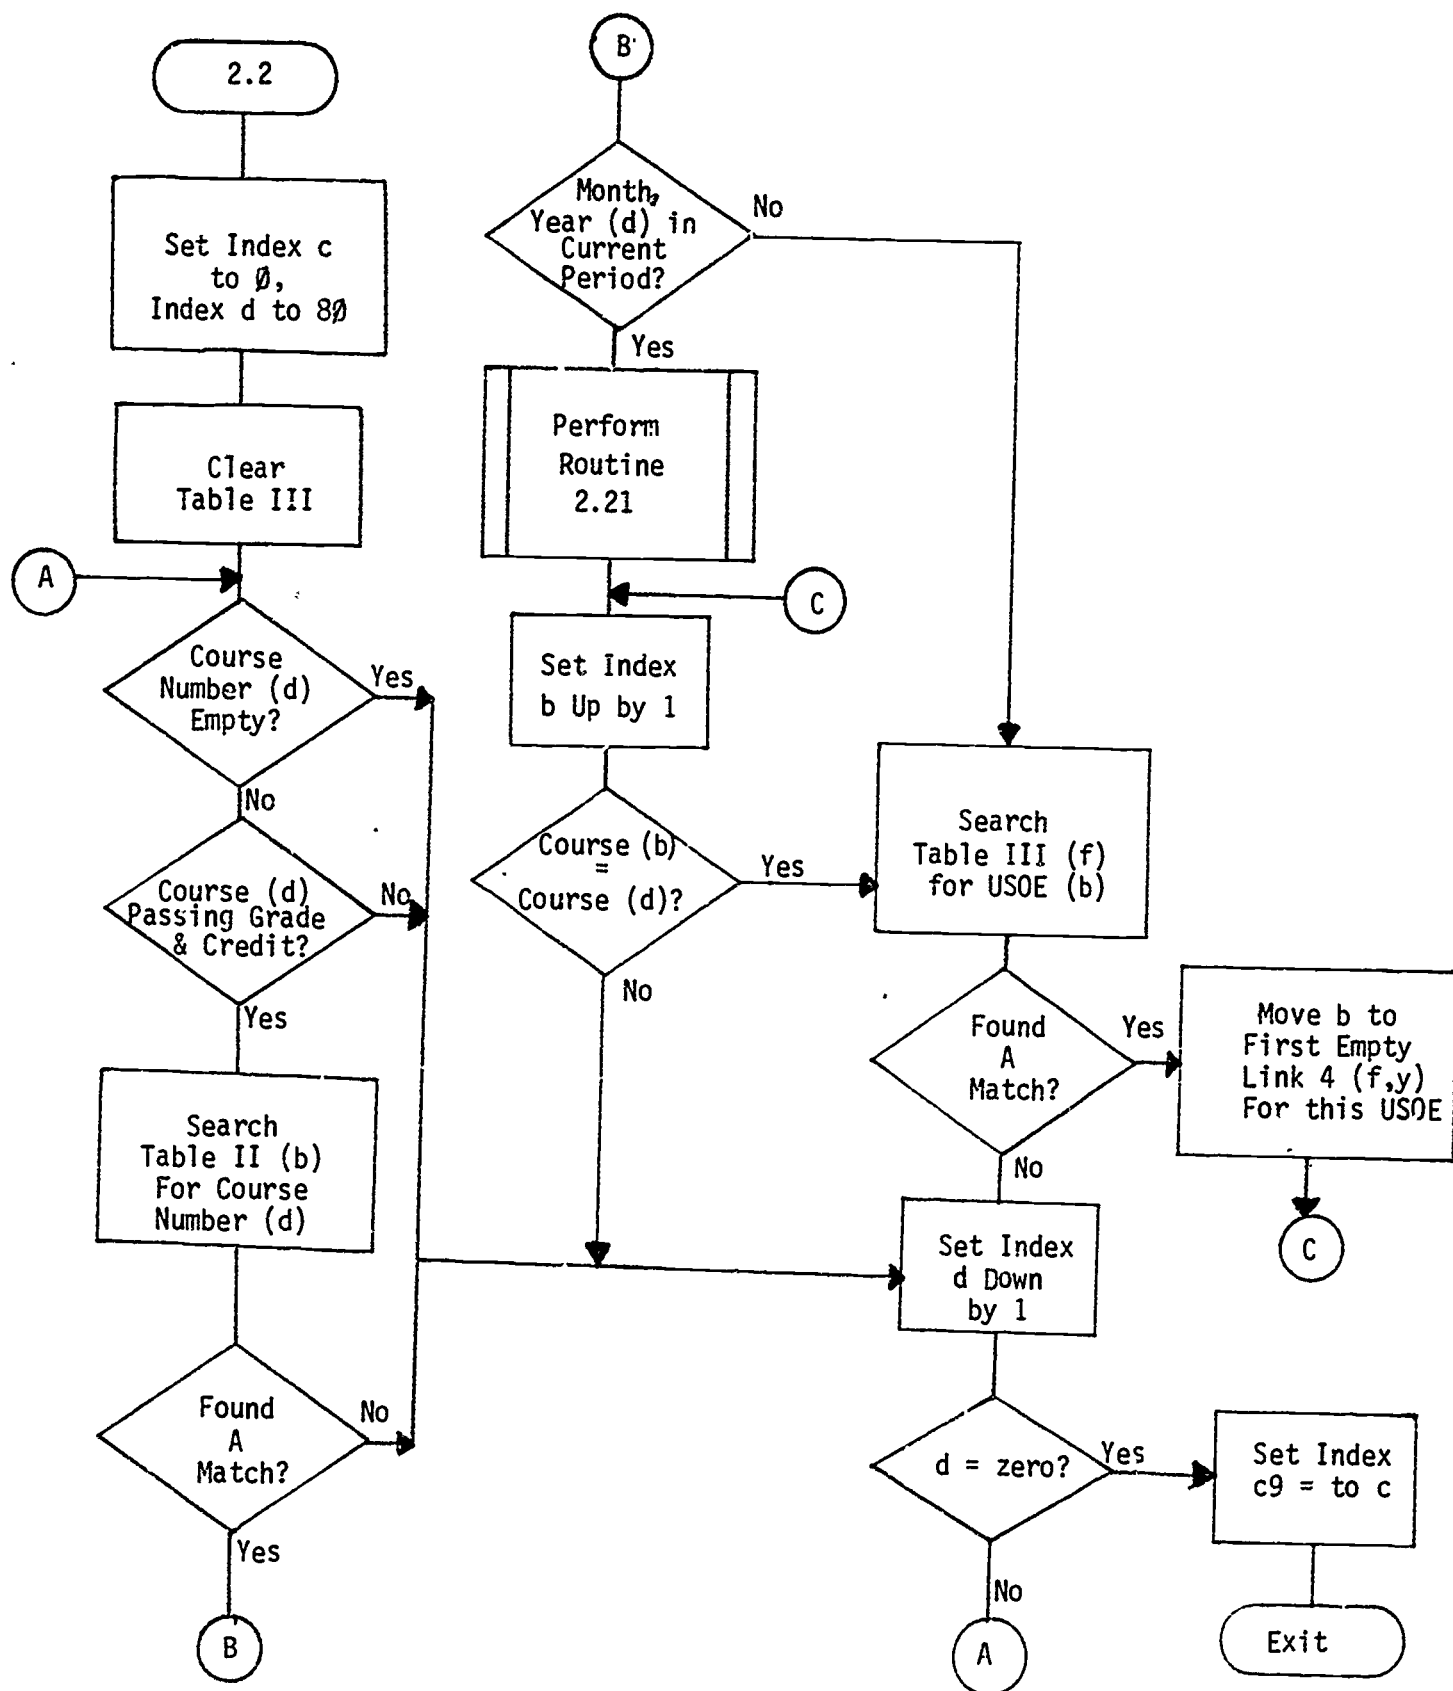 2.2
Set Index c
to Ø,
Index d to 8Ø
Clear
Table III
A
Course
Number (d)
Empty?
Yes
No
Course (d)
Passing Grade
& Credit?
No
Yes
Search
Table II (b)
For Course
Number (d)
Found
A
Match?
No
Yes
B
B
Month,
Year (d) in
Current
Period?
No
Yes
Perform
Routine
2.21
C
Set Index
b Up by 1
Course (b)
=
Course (d)?
Yes
No
Search
Table III (f)
for USOE (b)
Found
A
Match?
Yes
No
Move b to
First Empty
Link 4 (f,y)
For this USOE
C
Set Index
d Down
by 1
d = zero?
Yes
No
A
Set Index
c9 = to c
Exit